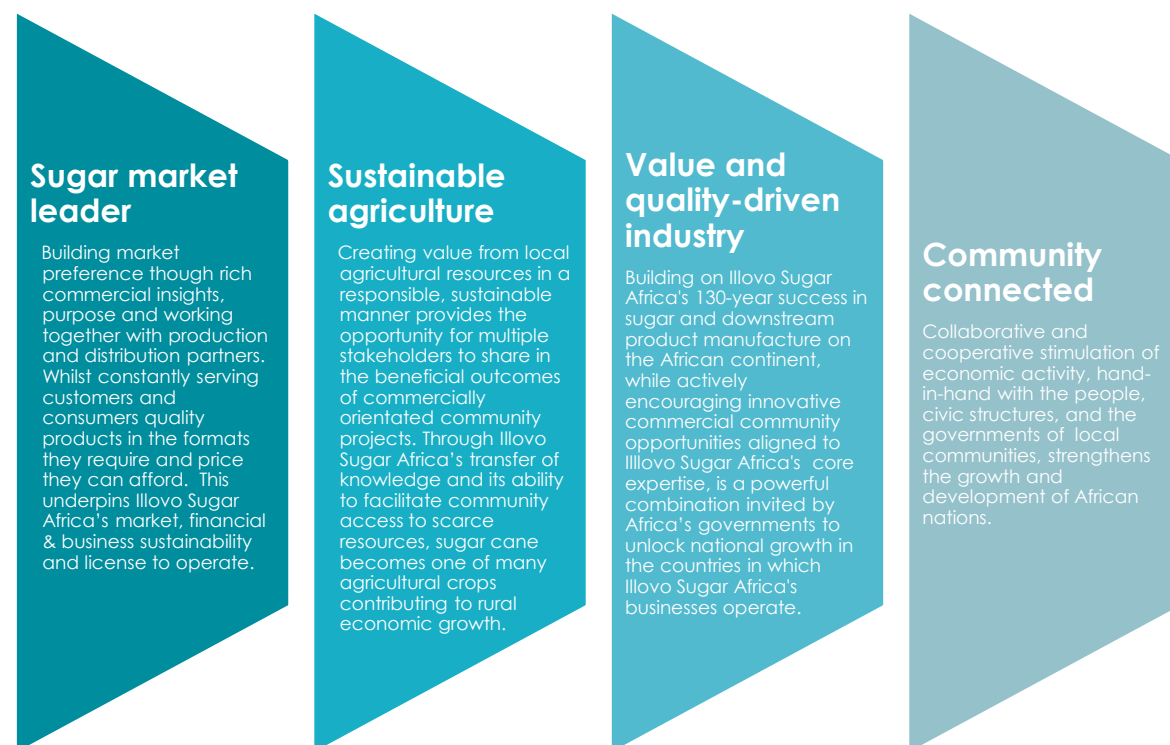 Sugar market
leader
Building market
preference though rich
commercial insights,
purpose and working
together with production
and distribution partners.
Whilst constantly serving
customers and
consumers quality
products in the formats
they require and price
they can afford.  This
underpins Illovo Sugar
Africa’s market, financial
& business sustainability
and license to operate.
Sustainable
agriculture
Creating value from local
agricultural resources in a
responsible, sustainable
manner provides the
opportunity for multiple
stakeholders to share in
the beneficial outcomes
of commercially
orientated community
projects. Through Illovo
Sugar Africa’s transfer of
knowledge and its ability
to facilitate community
access to scarce
resources, sugar cane
becomes one of many
agricultural crops
contributing to rural
economic growth.
Value and
quality-driven
industry
Building on Illovo Sugar
Africa's 130-year success in
sugar and downstream
product manufacture on
the African continent,
while actively
encouraging innovative
commercial community
opportunities aligned to
Illlovo Sugar Africa's  core
expertise, is a powerful
combination invited by
Africa’s governments to
unlock national growth in
the countries in which
Illovo Sugar Africa's
businesses operate.
Community
connected
Collaborative and
cooperative stimulation of
economic activity, hand-
in-hand with the people,
civic structures, and the
governments of  local
communities, strengthens
the growth and
development of African
nations.